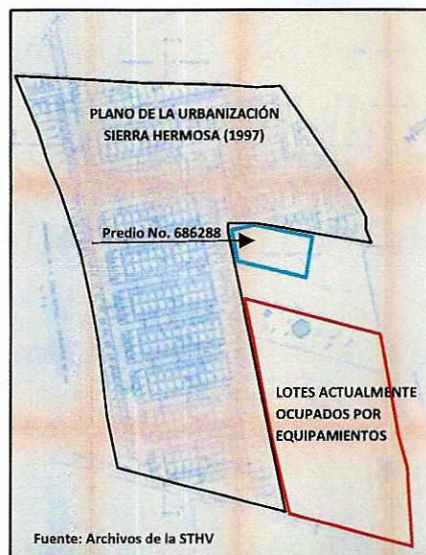 PLANO DE LA URBANIZACIÓN
SIERRA HERMOSA (1997)
Predio No. 686288
LOTES ACTUALMENTE
OCUPADOS POR
EQUIPAMIENTOS
Fuente: Archivos de la STHV